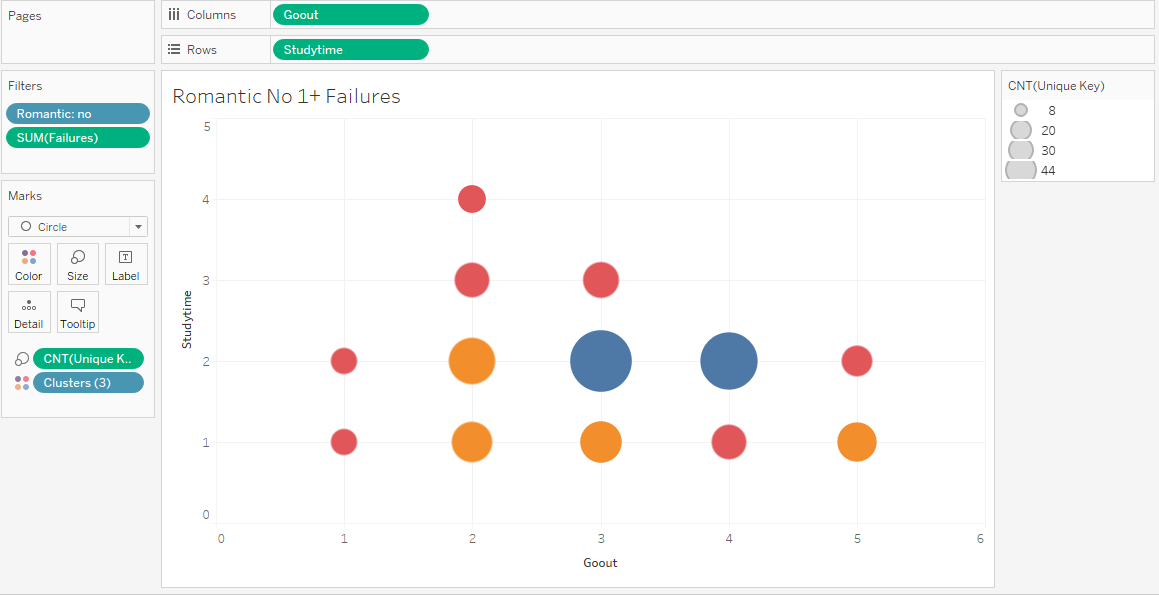 Pages
Columns
Goout
Rows
Studytime
Filters
Romantic: no
SUM(Failures)
Marks
Circle
Color
Size
T
Label
Detail
Tooltip
CNT(Unique K..
Clusters (3)
Romantic No 1+ Failures
Studytime
5
4
3
2
1
0
0
1
2
3
4
5
6
Goout
CNT(Unique Key)
8
20
30
44